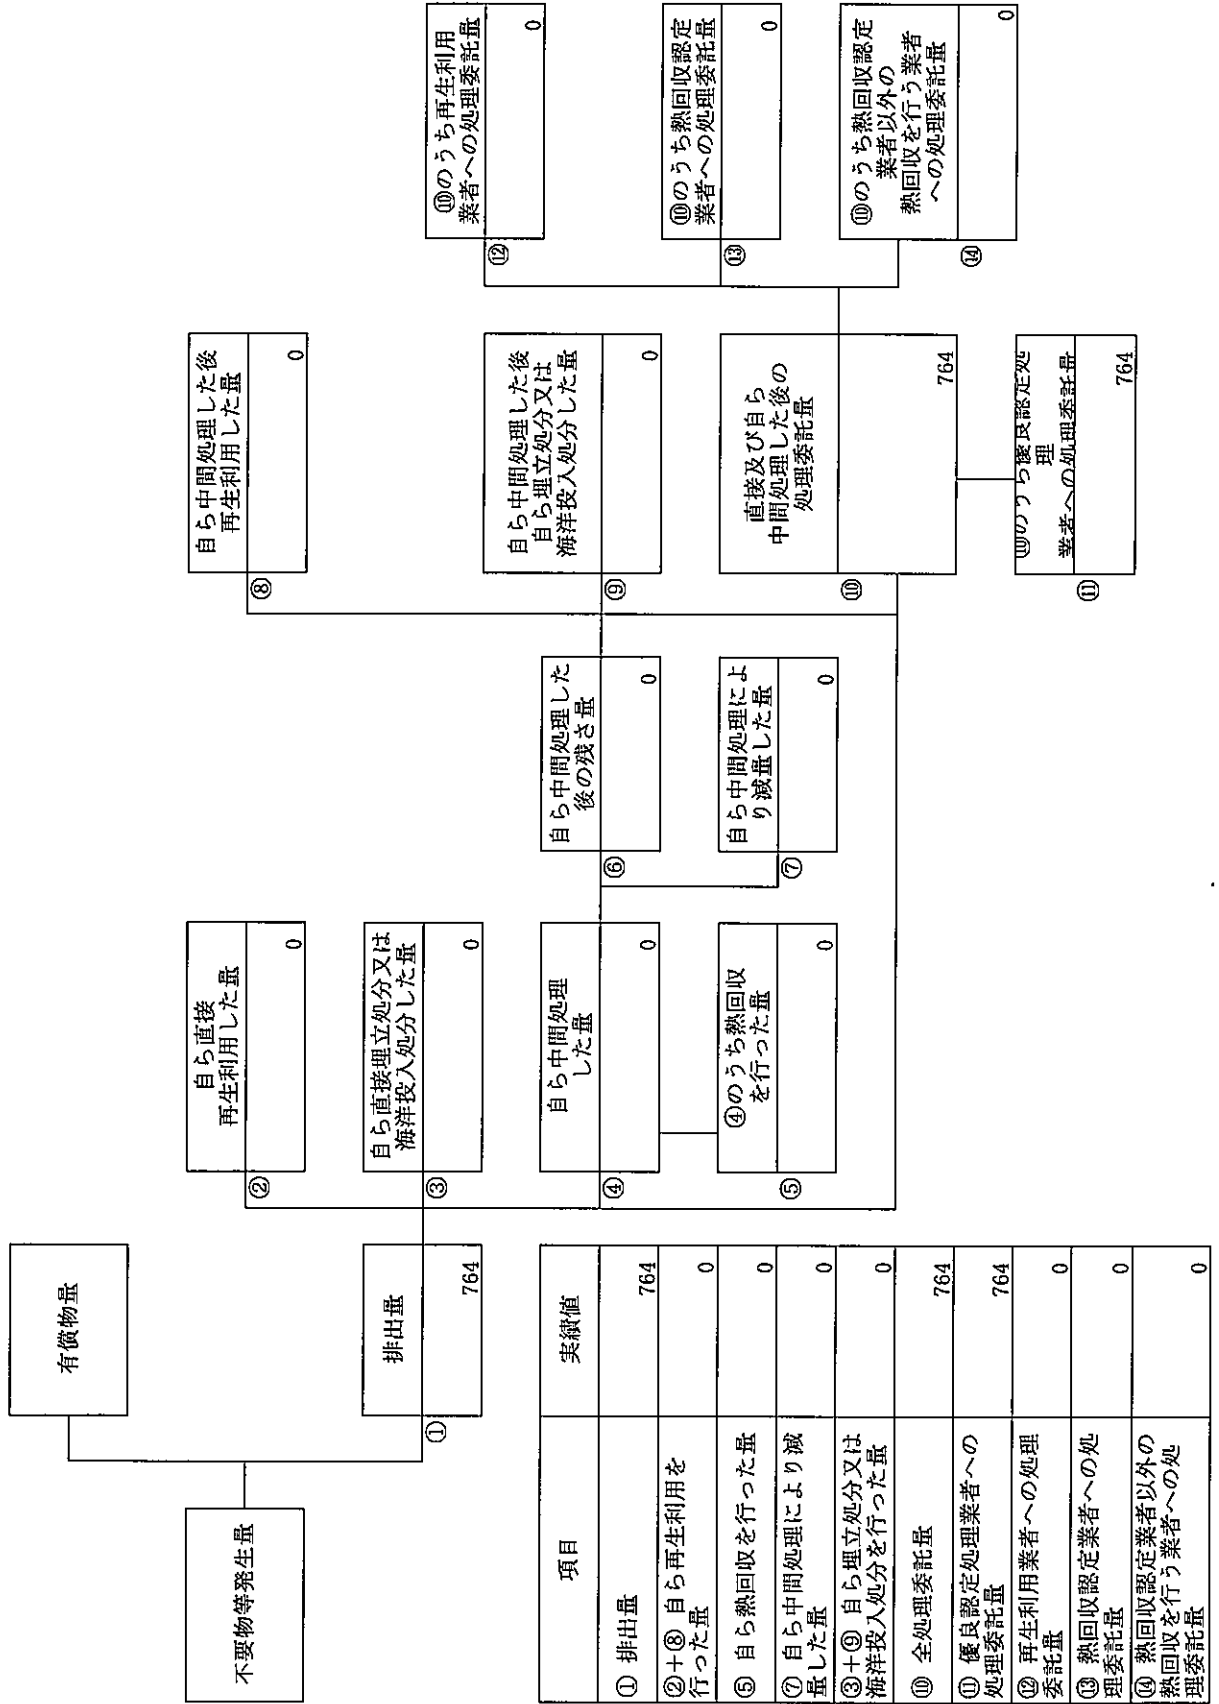 不要物等発生量
有償物量
排出量
①
764
自ら直接
再生利用した量
②
0
自ら直接埋立処分又は
海洋投入処分した量
③
0
自ら中間処理
した量
④
0
④のうち熱回収
を行った量
⑤
0
自ら中間処理した
後の残さ量
⑥
0
自ら中間処理によ
り減量した量
⑦
0
自ら中間処理した後
再生利用した量
⑧
0
自ら中間処理した後
自ら埋立処分又は
海洋投入処分した量
⑨
0
直接及び自ら
中間処理した後の
処理委託量
⑩
764
⑩のうち優良認定処
理
業者への処理委託量
⑪
764
⑩のうち再生利用
業者への処理委託量
⑫
0
⑩のうち熱回収認定
業者への処理委託量
⑬
0
⑩のうち熱回収認定
業者以外の
熱回収を行う業者
への処理委託量
⑭
0
項目 実績値
① 排出量 764
②+⑧ 自ら再生利用を
行った量 0
⑤ 自ら熱回収を行った量 0
⑦ 自ら中間処理により減
量した量 0
③+⑨ 自ら埋立処分又は
海洋投入処分を行った量 0
⑩ 全処理委託量 764
⑪ 優良認定処理業者への
処理委託量 764
⑫ 再生利用業者への処理
委託量 0
⑬ 熱回収認定業者への処
理委託量 0
⑭ 熱回収認定業者以外の
熱回収を行う業者への処
理委託量 0